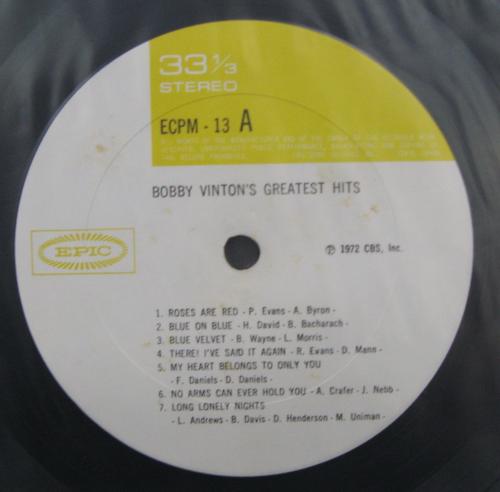 33 1/3
STEREO
ECPM - 13 A
BOBBY VINTON'S GREATEST HITS
EPIC
℗ 1972 CBS, Inc.
1. ROSES ARE RED - P. Evans - A. Byron -
2. BLUE ON BLUE - H. David - B. Bacharach -
3. BLUE VELVET - B. Wayne - L. Morris -
4. THERE! I'VE SAID IT AGAIN - R. Evans - D. Mann -
5. MY HEART BELONGS TO ONLY YOU
- F. Daniels - D. Daniels -
6. NO ARMS CAN EVER HOLD YOU - A. Crafer - J. Nebb -
7. LONG LONELY NIGHTS
- L. Andrews - B. Davis - D. Henderson - M. Uniman -